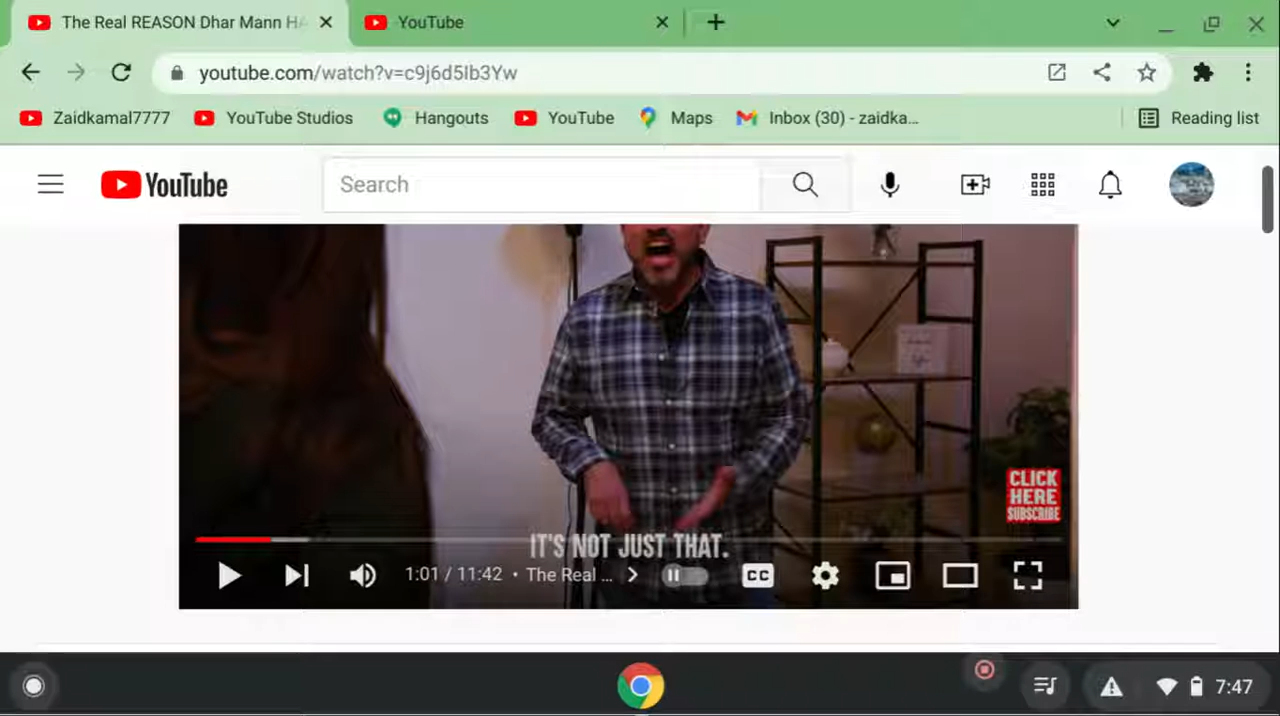 The Real REASON Dhar Mann HA
YouTube
youtube.com/watch?v=c9j6d5Ib3Yw
Zaidkamal7777
YouTube Studios
Hangouts
YouTube
Maps
Inbox (30) - zaidka...
Reading list
YouTube
Search
CLICK
HERE
SUBSCRIBE
IT'S NOT JUST THAT.
1:01 / 11:42 • The Real ...
CC
7:47